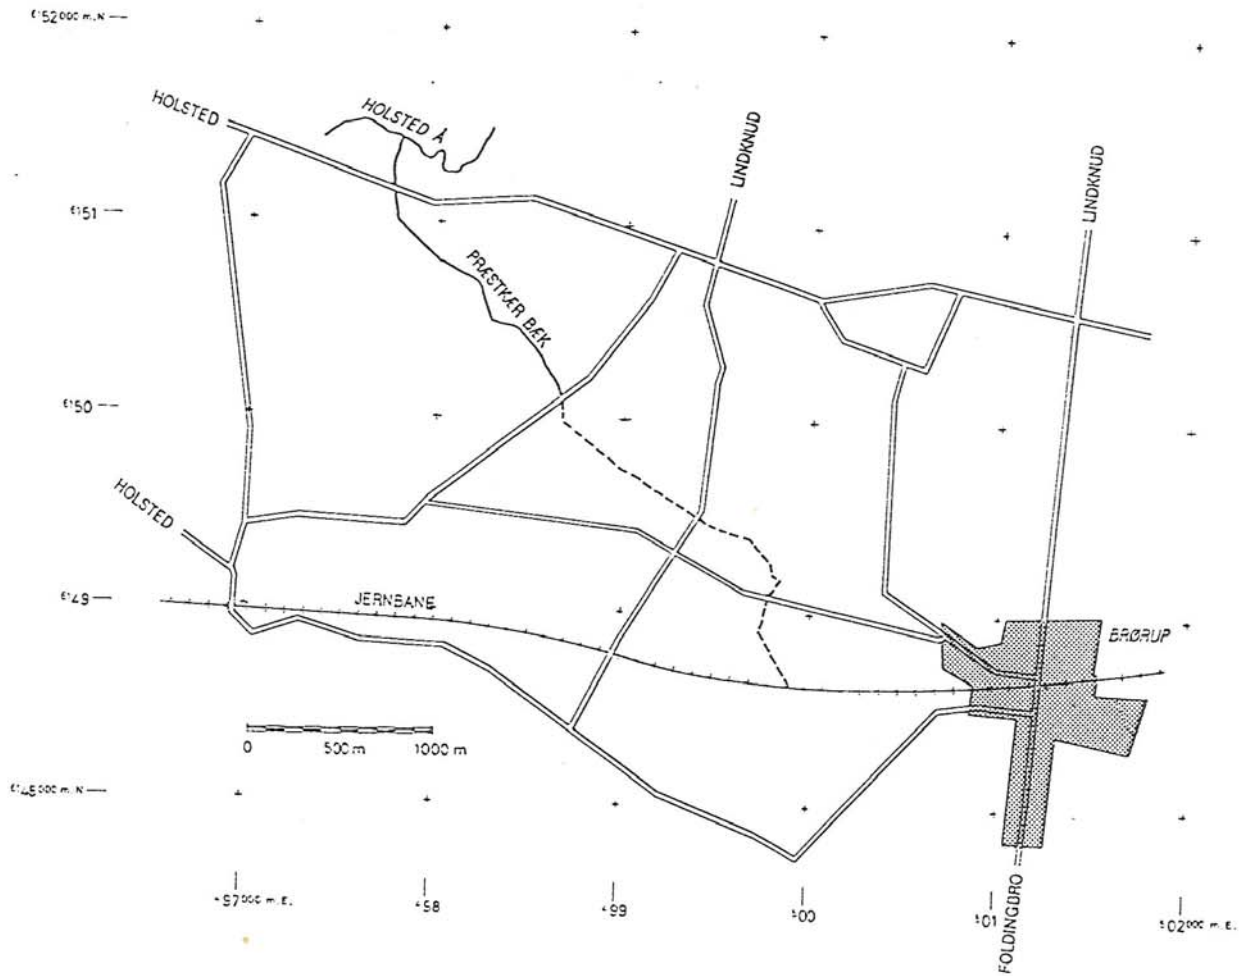 6152000 m.N
HOLSTED
HOLSTED Å
LINDKNUD
LINDKNUD
6151
PRÆSTKÆR BÆK
6150
HOLSTED
6149
JERNBANE
BRØRUP
0 500 m 1000 m
6148000 m.N
497000 m.E.
498
499
500
501
502000 m.E.
FOLDINGBRO